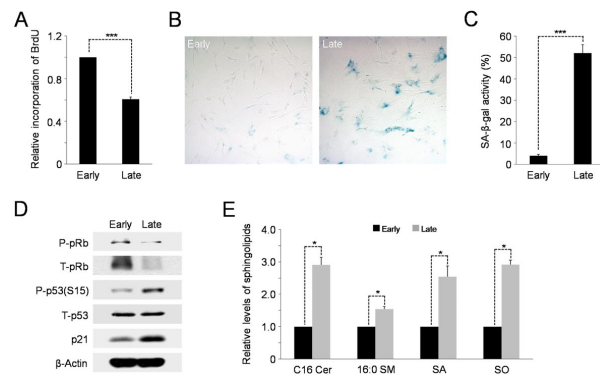 A
Relative incorporation of BrdU
1.2
0.8
0.4
0
***
Early
Late
B
Early
Late
C
SA-β-gal activity (%)
60
50
40
30
20
10
0
***
Early
Late
D
Early Late
P-pRb
T-pRb
P-p53(S15)
T-p53
p21
β-Actin
E
Relative levels of sphingolipids
Early Late
4.0
3.0
2.0
1.0
0
*
*
*
*
C16 Cer
16:0 SM
SA
SO